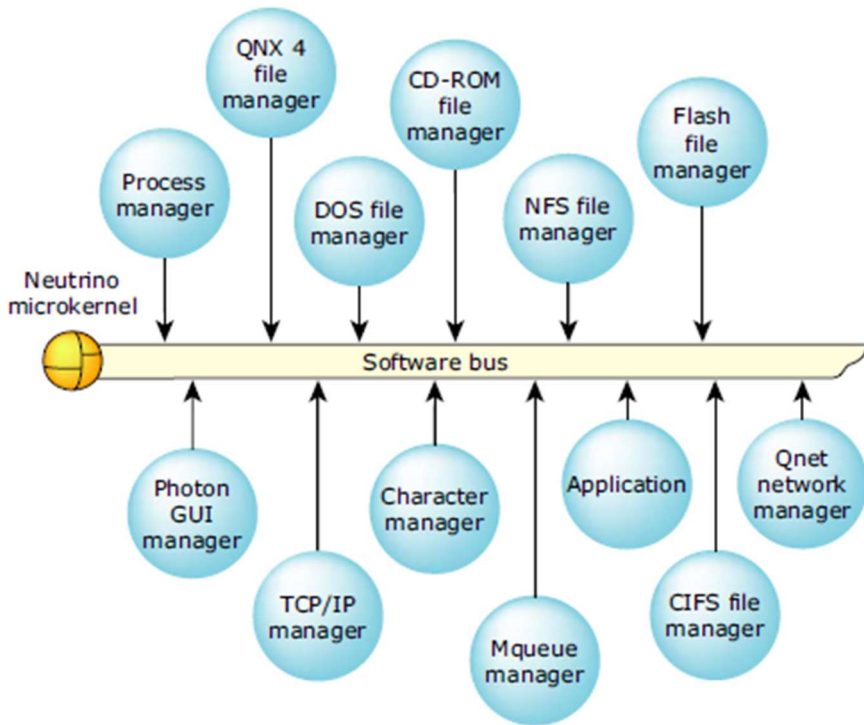 QNX 4
file
manager
CD-ROM
file
manager
Flash
file
manager
Process
manager
DOS file
manager
NFS file
manager
Neutrino
microkernel
Software bus
Photon
GUI
manager
TCP/IP
manager
Character
manager
Mqueue
manager
Application
CIFS file
manager
Qnet
network
manager